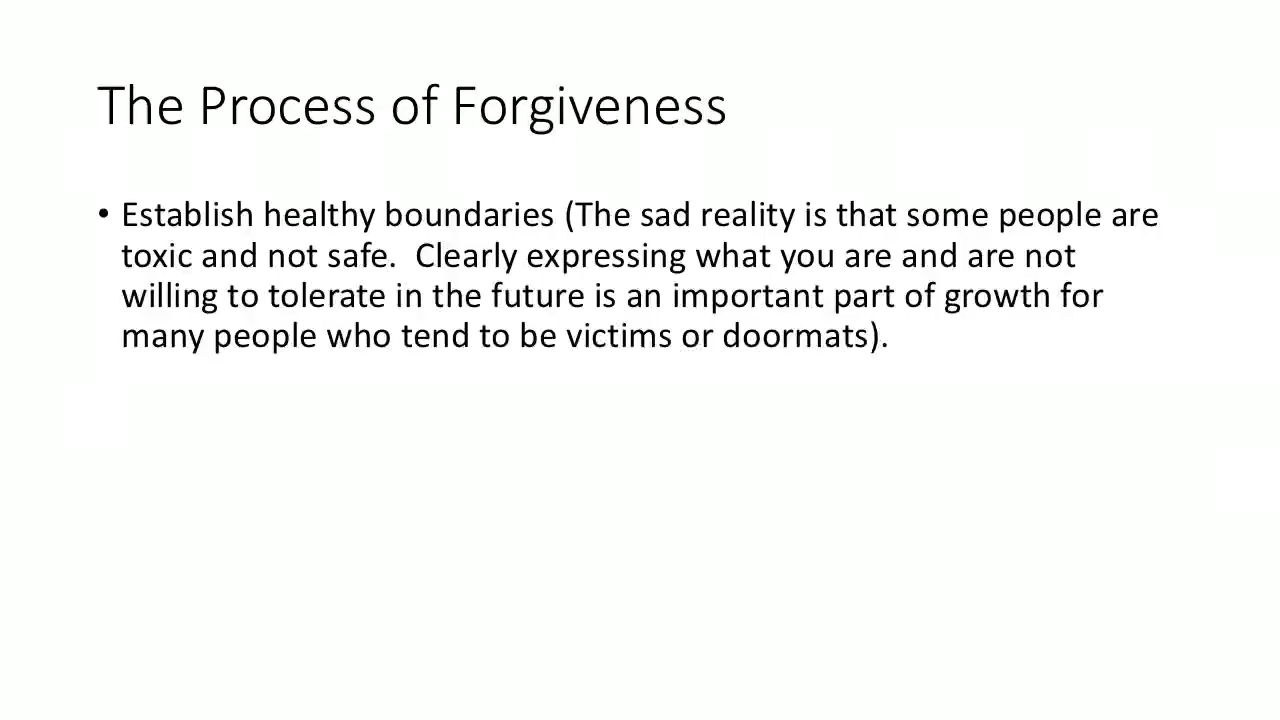 The Process of Forgiveness
• Establish healthy boundaries (The sad reality is that some people are
toxic and not safe.  Clearly expressing what you are and are not
willing to tolerate in the future is an important part of growth for
many people who tend to be victims or doormats).